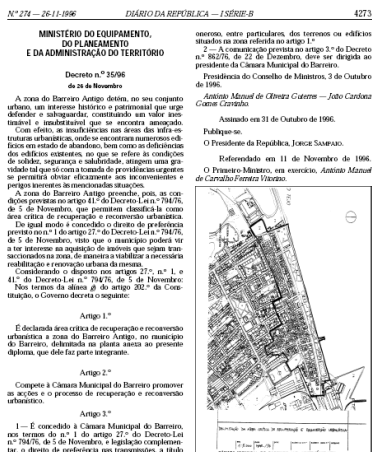 N.º 274 — 26-11-1996
DIÁRIO DA REPÚBLICA — I SÉRIE-B
4273
MINISTÉRIO DO EQUIPAMENTO,
DO PLANEAMENTO
E DA ADMINISTRAÇÃO DO TERRITÓRIO
Decreto n.º 35/96
de 26 de Novembro
A zona do Barreiro Antigo detém, no seu conjunto
urbano, um interesse histórico e patrimonial que urge
defender e salvaguardar, constituindo um valor ines-
timável e insubstituível que se encontra ameaçado.
Com efeito, as insuficiências nas áreas das infra-es-
truturas urbanísticas, onde se encontram numerosos edi-
fícios em estado de abandono, bem como as deficiências
dos edifícios existentes, no que se refere às condições
de solidez, segurança e salubridade, atingem uma gra-
vidade tal que só com a tomada de providências urgentes
se permitirá obviar eficazmente aos inconvenientes e
perigos inerentes às mencionadas situações.
A zona do Barreiro Antigo preenche, pois, as con-
dições previstas no artigo 41.º do Decreto-Lei n.º 794/76,
de 5 de Novembro, que permitem classificá-la como
área crítica de recuperação e reconversão urbanística.
De igual modo é concedido o direito de preferência
previsto no n.º 1 do artigo 27.º do Decreto-Lei n.º 794/76,
de 5 de Novembro, visto que o município poderá vir
a ter interesse na aquisição de imóveis que sejam tran-
saccionados na zona, de maneira a viabilizar a necessária
reabilitação e renovação urbana da mesma.
Considerando o disposto nos artigos 27.º, n.º 1, e
41.º do Decreto-Lei n.º 794/76, de 5 de Novembro:
Nos termos da alínea g) do artigo 202.º da Cons-
tituição, o Governo decreta o seguinte:
Artigo 1.º
É declarada área crítica de recuperação e reconversão
urbanística a zona do Barreiro Antigo, no município
do Barreiro, delimitada na planta anexa ao presente
diploma, que dele faz parte integrante.
Artigo 2.º
Compete à Câmara Municipal do Barreiro promover
as acções e o processo de recuperação e reconversão
urbanístico.
Artigo 3.º
1 — É concedido à Câmara Municipal do Barreiro,
nos termos do n.º 1 do artigo 27.º do Decreto-Lei
n.º 794/76, de 5 de Novembro, e legislação complemen-
tar, o direito de preferência nas transmissões, a título
oneroso, entre particulares, dos terrenos ou edifícios
situados na zona referida no artigo 1.º
2 — A comunicação prevista no artigo 3.º do Decreto
n.º 862/76, de 22 de Dezembro, deve ser dirigida ao
presidente da Câmara Municipal do Barreiro.
Presidência do Conselho de Ministros, 3 de Outubro
de 1996.
António Manuel de Oliveira Guterres — João Cardona
Gomes Cravinho.
Assinado em 31 de Outubro de 1996.
Publique-se.
O Presidente da República, JORGE SAMPAIO.
Referendado em 11 de Novembro de 1996.
O Primeiro-Ministro, em exercício, António Manuel
de Carvalho Ferreira Vitorino.